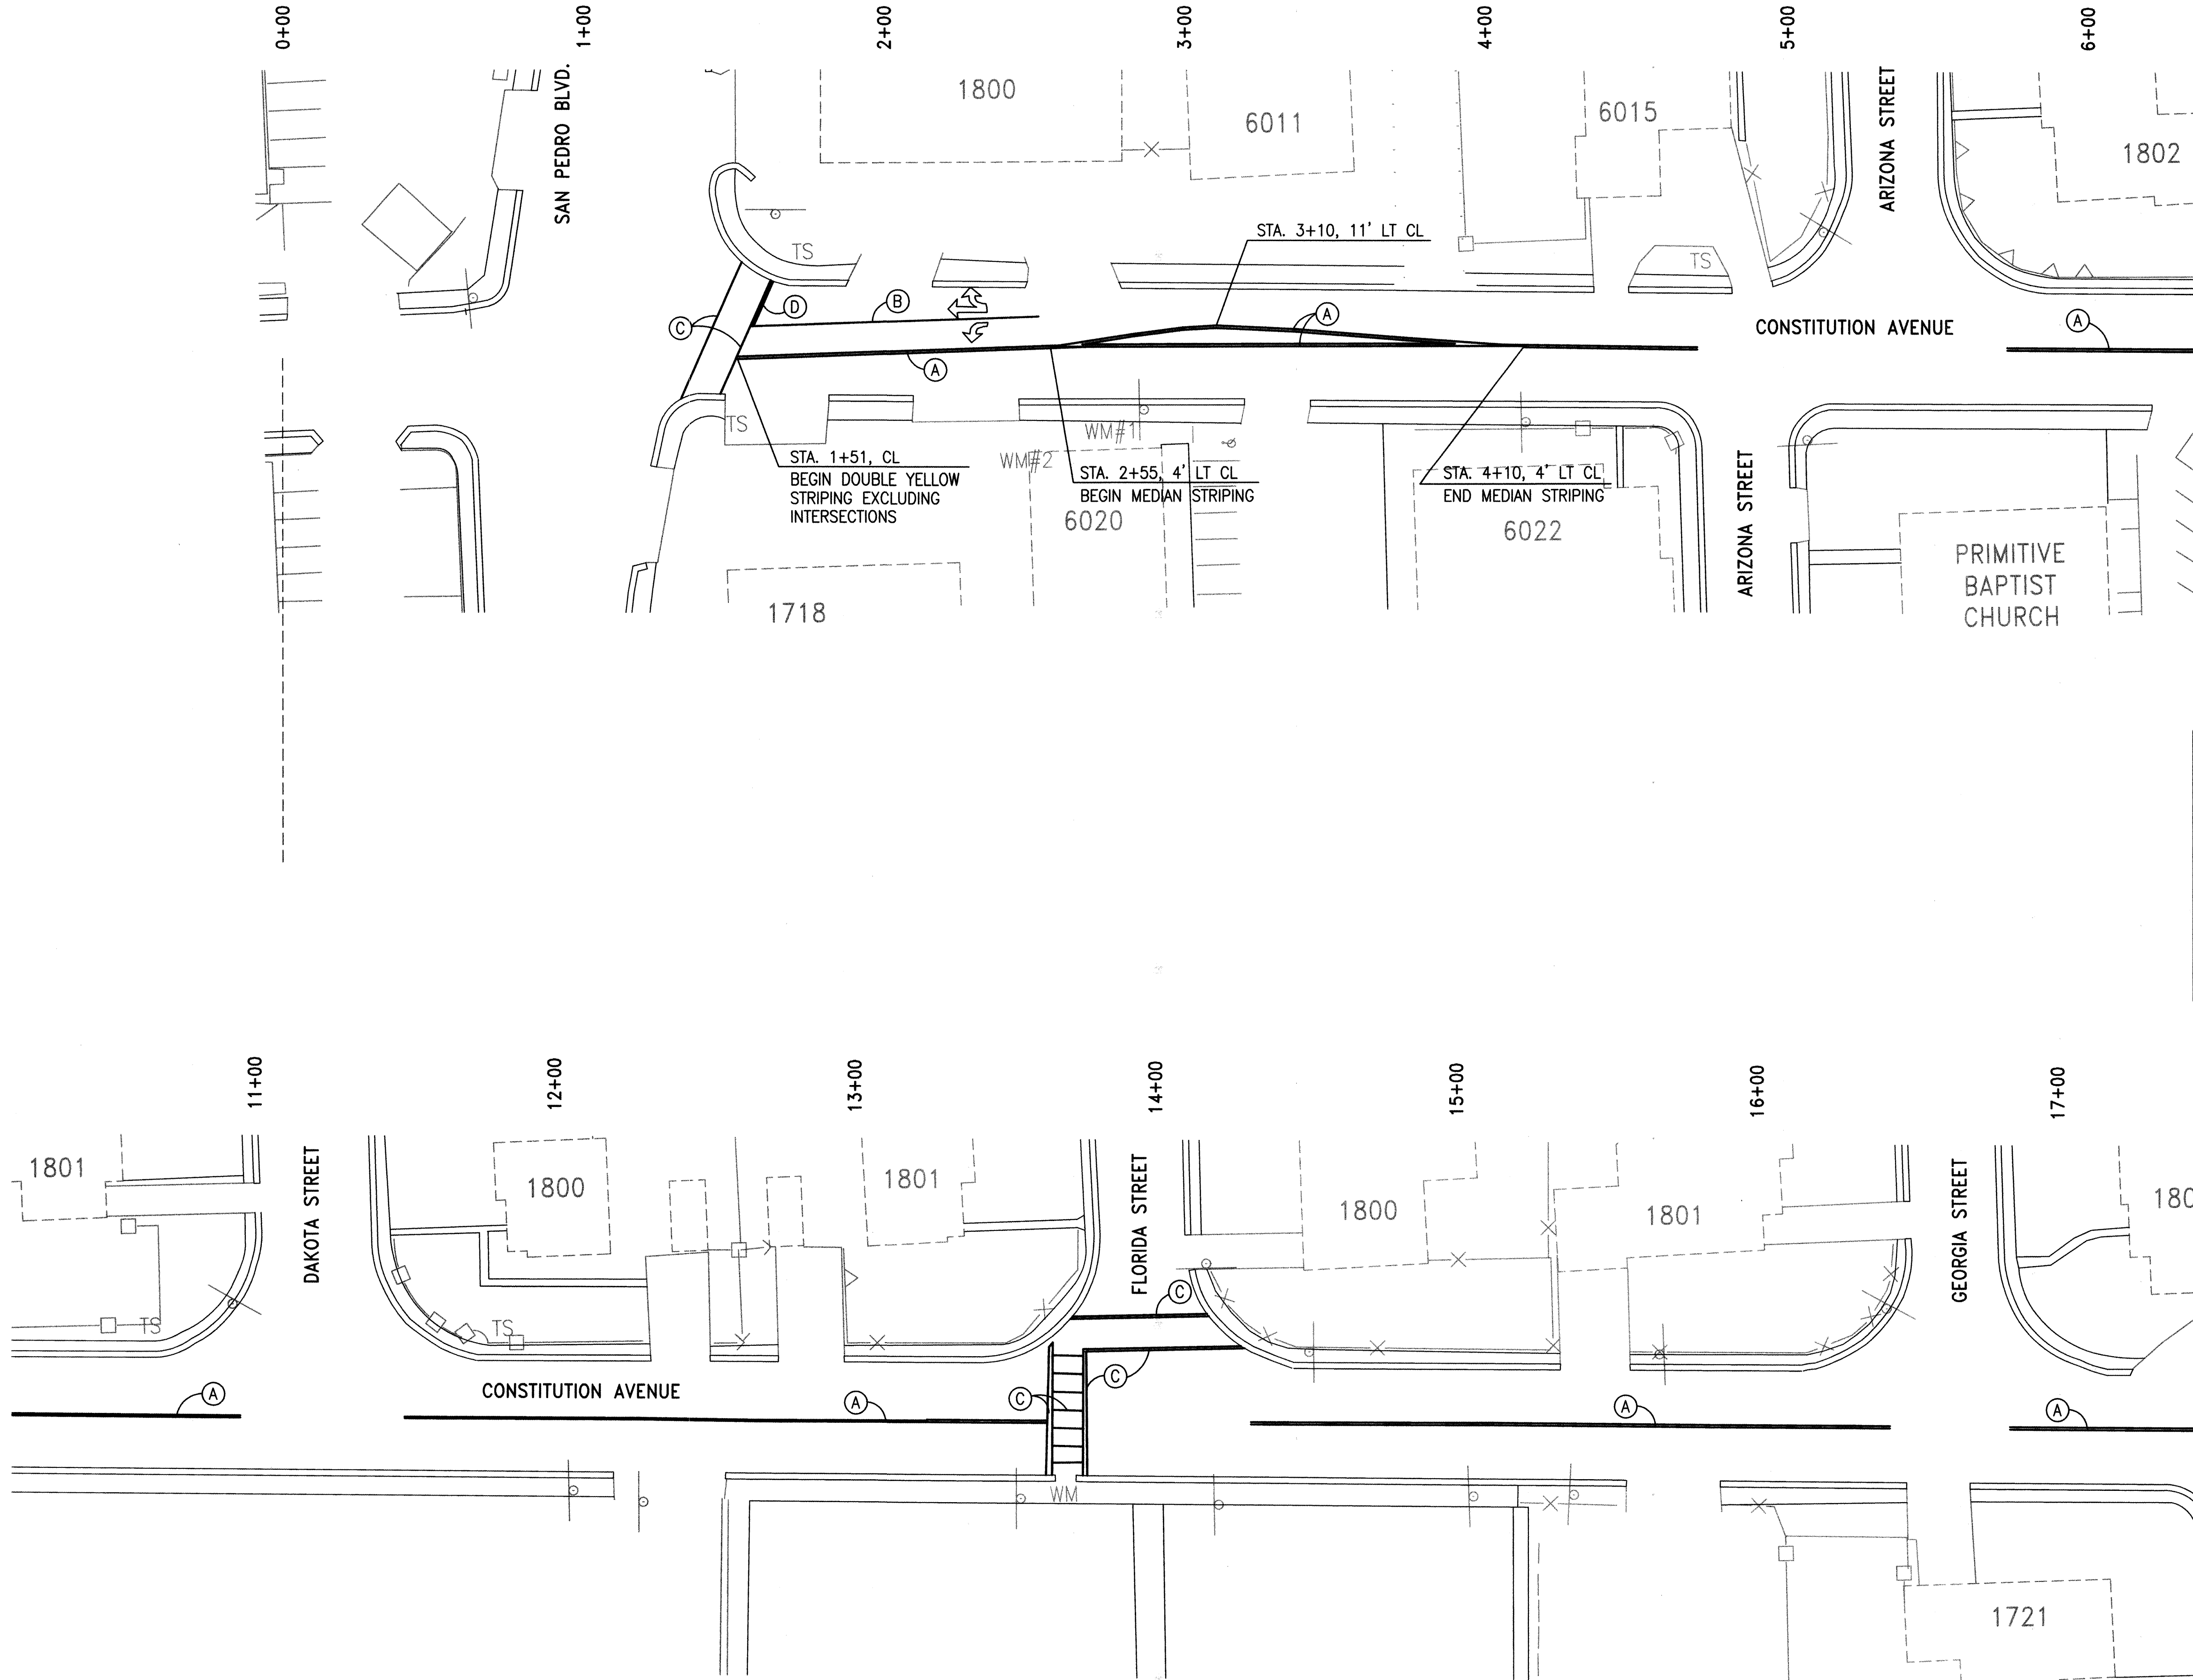 0+00
1+00
2+00
3+00
4+00
5+00
6+00
SAN PEDRO BLVD.
1800
6011
6015
ARIZONA STREET
1802
TS
STA. 3+10, 11' LT CL
TS
B
D
C
A
A
CONSTITUTION AVENUE
A
TS
STA. 1+51, CL
BEGIN DOUBLE YELLOW
STRIPING EXCLUDING
INTERSECTIONS
WM#1
WM#2
STA. 2+55, 4' LT CL
BEGIN MEDIAN STRIPING
STA. 4+10, 4' LT CL
END MEDIAN STRIPING
6020
6022
1718
ARIZONA STREET
PRIMITIVE
BAPTIST
CHURCH
11+00
12+00
13+00
14+00
15+00
16+00
17+00
1801
DAKOTA STREET
1800
1801
FLORIDA STREET
1800
1801
GEORGIA STREET
180
TS
TS
C
C
C
A
CONSTITUTION AVENUE
A
A
A
WM
1721